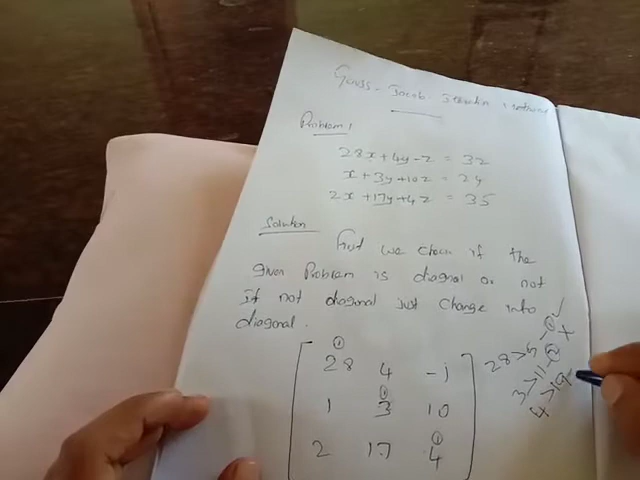 Gauss - Jacobi Iteration Method
Problem 1
28x + 4y - z = 32
x + 3y + 10z = 24
2x + 17y + 4z = 35
Solution
First we check if the
given Problem is diagonal or not
if not diagonal just change into
diagonal.
28 4 -1
1 3 10
2 17 4
28 > 5 - ① ✓
3 > 11 - ② ×
4 > 19 -